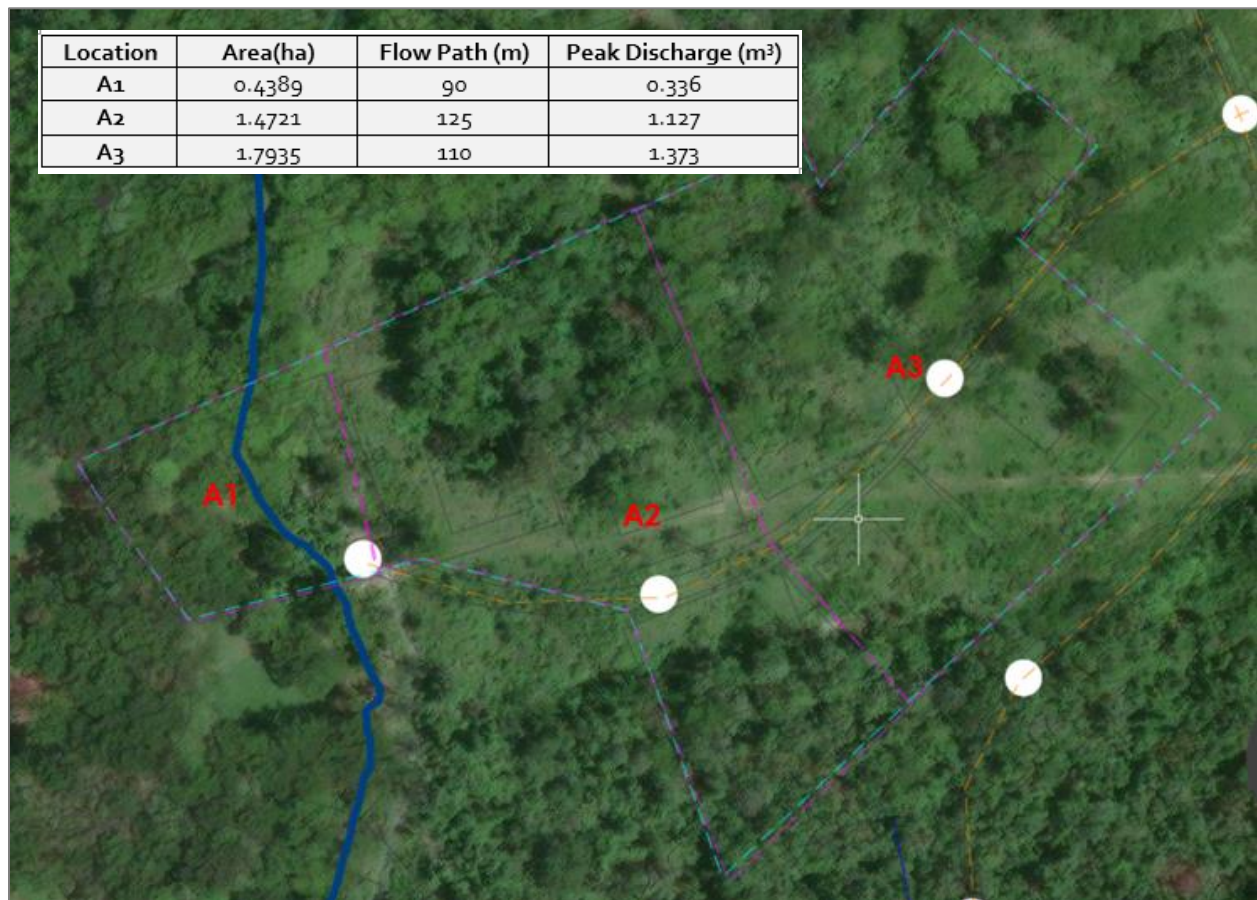 Location Area(ha) Flow Path (m) Peak Discharge (m³)
A1 0.4389 90 0.336
A2 1.4721 125 1.127
A3 1.7935 110 1.373
A3
A1
A2